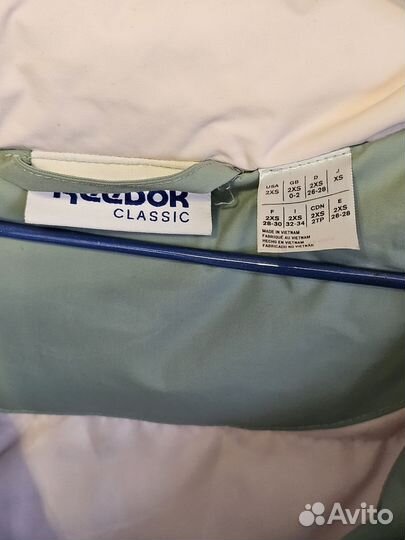 REEBOK
CLASSIC
USA GB D J
2XS 2XS 2XS XS
0-2 26-28
F 2XS CDN E
2XS 32-34 2XS 2XS
28-30 2TP 26-28
MADE IN VIETNAM
FABRIQUÉ AU VIETNAM
HECHO EN VIETNAM
FABRICADO NO VIETNAM
Avito